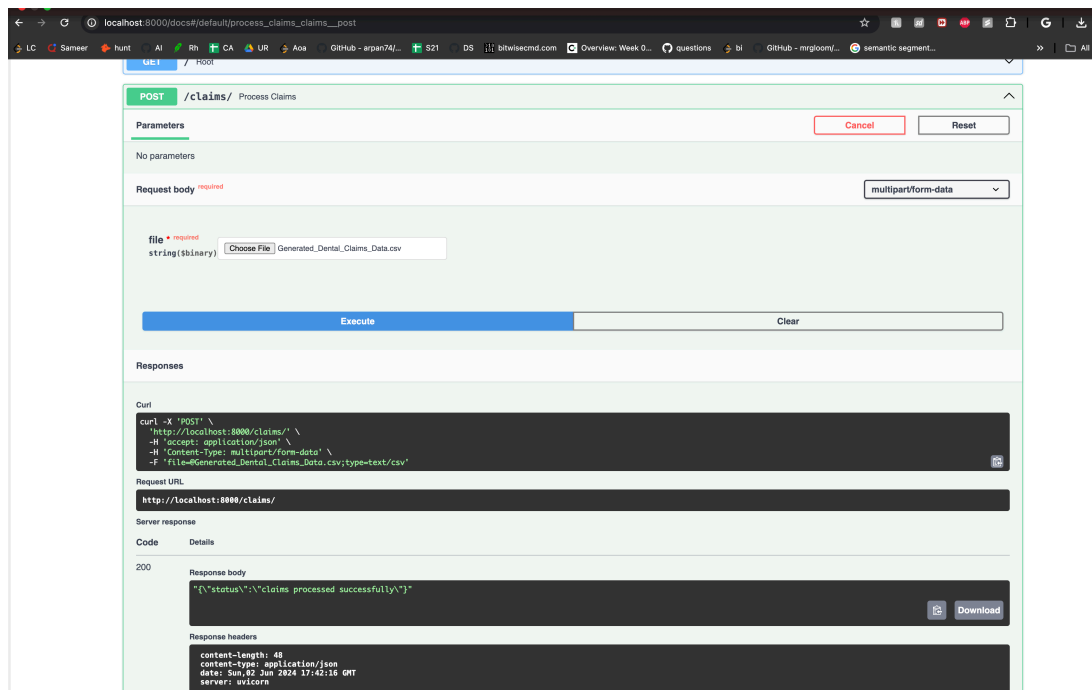 localhost:8000/docs#/default/process_claims_claims__post
LC Sameer hunt AI Rh CA UR Aoa GitHub - arpan74/... S21 DS bitwisecmd.com Overview: Week 0... questions bi GitHub - mrgloom/... semantic segment... » All
GET / Root
POST /claims/ Process Claims
Parameters Cancel Reset
No parameters
Request body required multipart/form-data
file * required
string($binary) Choose File Generated_Dental_Claims_Data.csv
Execute Clear
Responses
Curl
curl -X 'POST' \
'http://localhost:8000/claims/' \
-H 'accept: application/json' \
-H 'Content-Type: multipart/form-data' \
-F 'file=@Generated_Dental_Claims_Data.csv;type=text/csv'
Request URL
http://localhost:8000/claims/
Server response
Code Details
200
Response body
"{\"status\":\"claims processed successfully\"}"
Download
Response headers
content-length: 48
content-type: application/json
date: Sun,02 Jun 2024 17:42:16 GMT
server: uvicorn